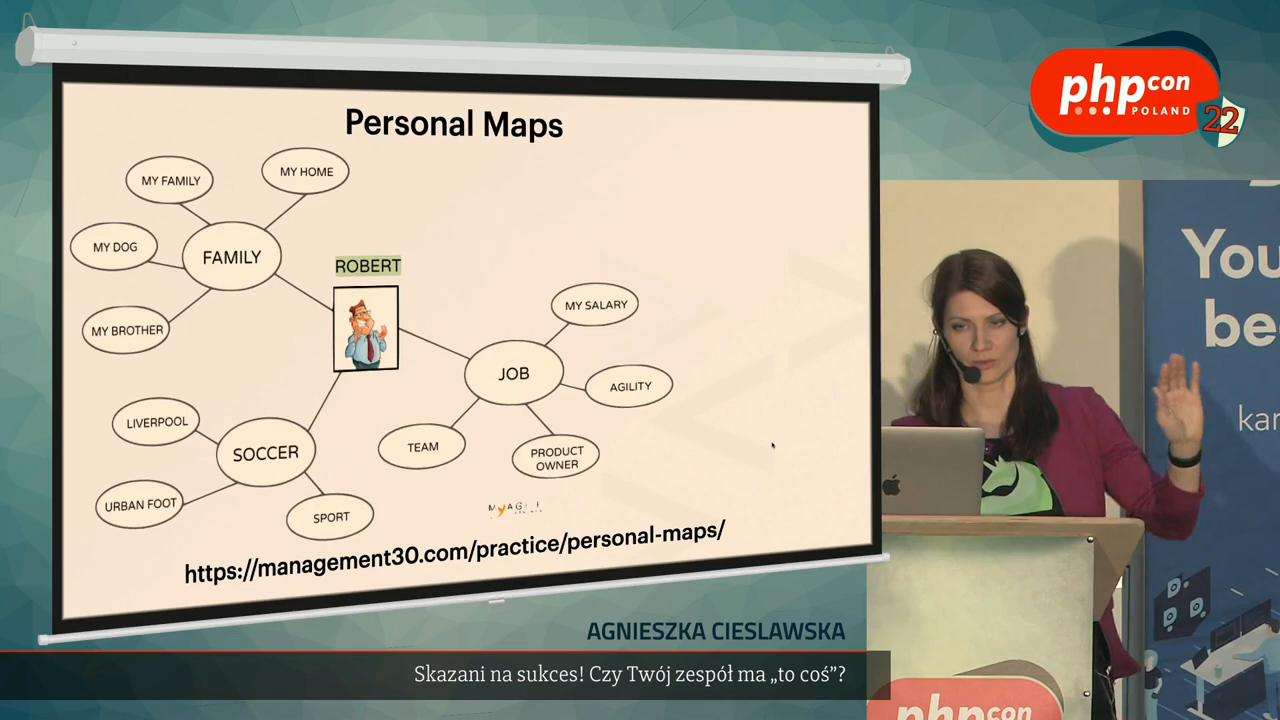 Personal Maps
MY FAMILY
MY HOME
MY DOG
FAMILY
MY BROTHER
ROBERT
MY SALARY
JOB
AGILITY
TEAM
PRODUCT
OWNER
LIVERPOOL
SOCCER
URBAN FOOT
SPORT
https://management30.com/practice/personal-maps/
AGNIESZKA CIESLAWSKA
Skazani na sukces! Czy Twój zespół ma „to coś”?
phpcon
POLAND
22
You
be
kar
phpcon